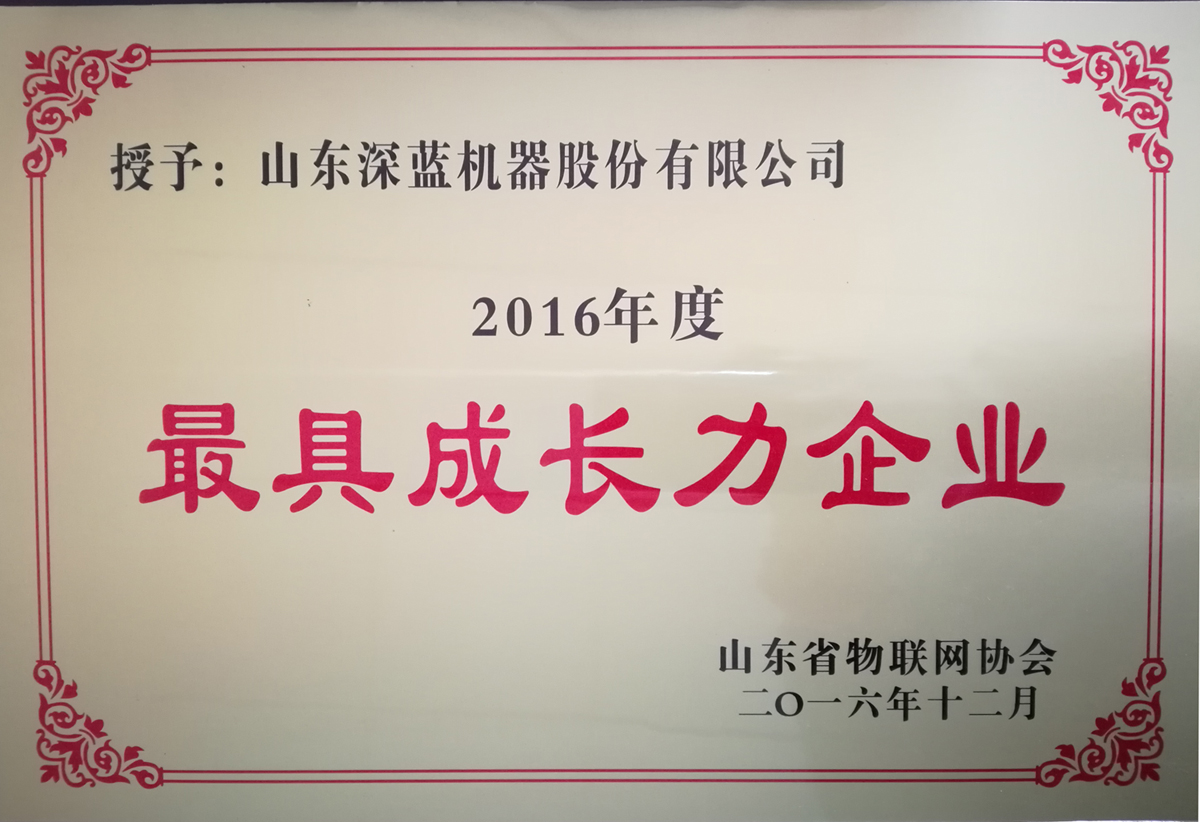 授予：山东深蓝机器股份有限公司
2016年度
最具成长力企业
山东省物联网协会
二〇一六年十二月